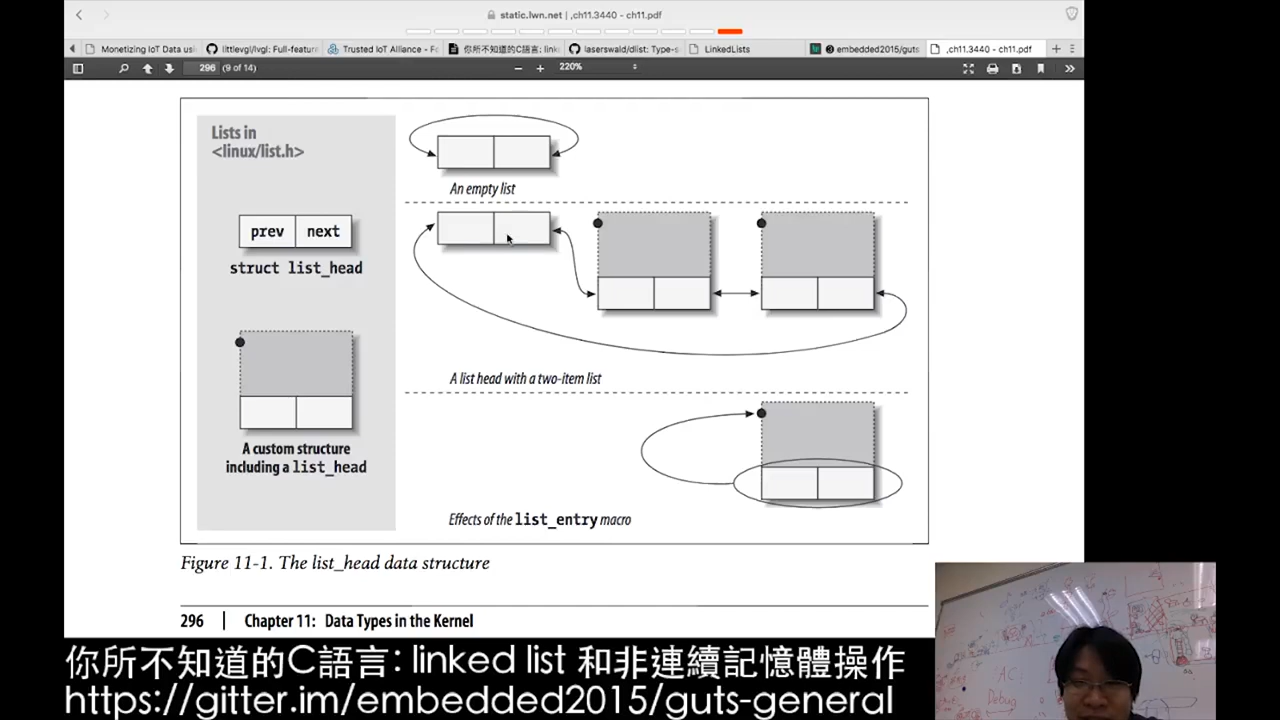 static.lwn.net | ,ch11.3440 - ch11.pdf
Monetizing IoT Data usin
littlevgl/lvgl: Full-feature
Trusted IoT Alliance - Fo
你所不知道的C語言: link
laserswald/dlist: Type-s
LinkedLists
embedded2015/guts
,ch11.3440 - ch11.pdf
296 (9 of 14)
220%
Lists in
<linux/list.h>
An empty list
prev next
struct list_head
A list head with a two-item list
A custom structure
including a list_head
Effects of the list_entry macro
Figure 11-1. The list_head data structure
296 | Chapter 11: Data Types in the Kernel
AC
Debug
你所不知道的C語言: linked list 和非連續記憶體操作
https://gitter.im/embedded2015/guts-general